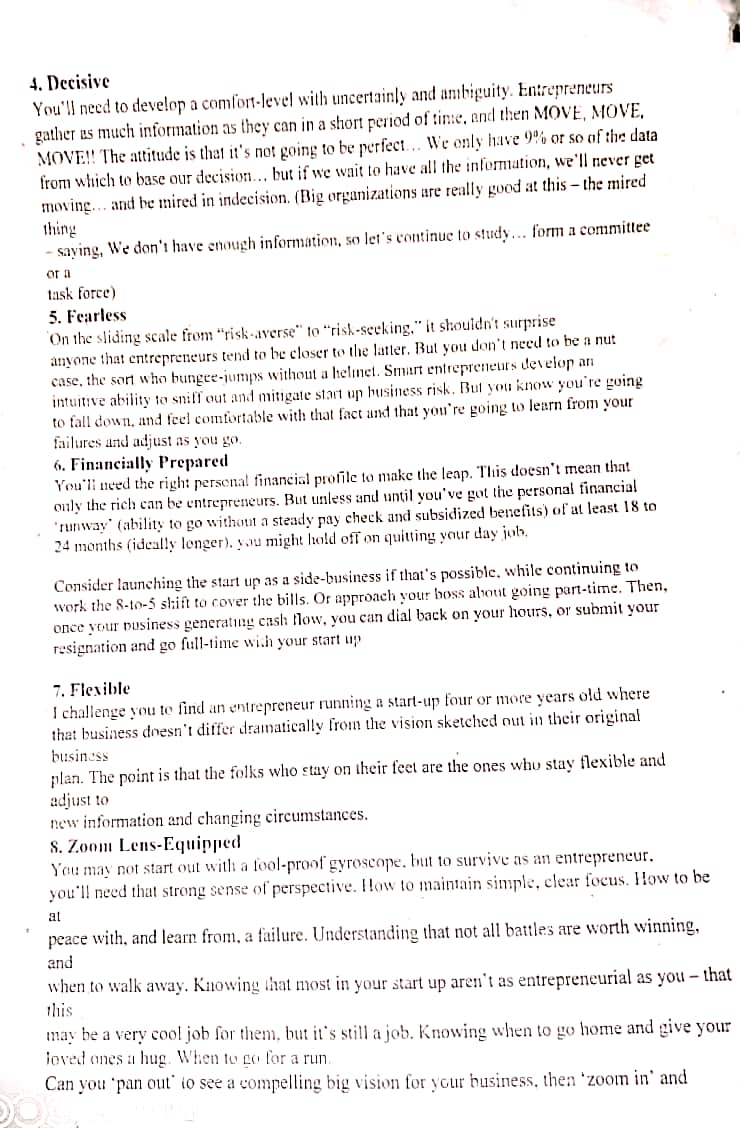 4. Decisive
You'll need to develop a comfort-level with uncertainly and ambiguity. Entrepreneurs
gather as much information as they can in a short period of time, and then MOVE, MOVE,
MOVE!! The attitude is that it's not going to be perfect… We only have 9% or so of the data
from which to base our decision… but if we wait to have all the information, we'll never get
moving… and be mired in indecision. (Big organizations are really good at this – the mired
thing
– saying, We don't have enough information, so let's continue to study… form a committee
or a
task force)
5. Fearless
On the sliding scale from “risk-averse” to “risk-seeking,” it shouldn't surprise
anyone that entrepreneurs tend to be closer to the latter. But you don't need to be a nut
case, the sort who bungee-jumps without a helmet. Smart entrepreneurs develop an
intuitive ability to sniff out and mitigate start up business risk. But you know you're going
to fall down, and feel comfortable with that fact and that you're going to learn from your
failures and adjust as you go.
6. Financially Prepared
You'll need the right personal financial profile to make the leap. This doesn't mean that
only the rich can be entrepreneurs. But unless and until you've got the personal financial
‘runway’ (ability to go without a steady pay check and subsidized benefits) of at least 18 to
24 months (ideally longer), you might hold off on quitting your day job.
Consider launching the start up as a side-business if that's possible, while continuing to
work the 8-to-5 shift to cover the bills. Or approach your boss about going part-time. Then,
once your business generating cash flow, you can dial back on your hours, or submit your
resignation and go full-time with your start up
7. Flexible
I challenge you to find an entrepreneur running a start-up four or more years old where
that business doesn't differ dramatically from the vision sketched out in their original
business
plan. The point is that the folks who stay on their feet are the ones who stay flexible and
adjust to
new information and changing circumstances.
8. Zoom Lens-Equipped
You may not start out with a fool-proof gyroscope, but to survive as an entrepreneur,
you'll need that strong sense of perspective. How to maintain simple, clear focus. How to be
at
peace with, and learn from, a failure. Understanding that not all battles are worth winning,
and
when to walk away. Knowing that most in your start up aren't as entrepreneurial as you – that
this
may be a very cool job for them, but it's still a job. Knowing when to go home and give your
loved ones a hug. When to go for a run.
Can you ‘pan out’ to see a compelling big vision for your business, then ‘zoom in’ and